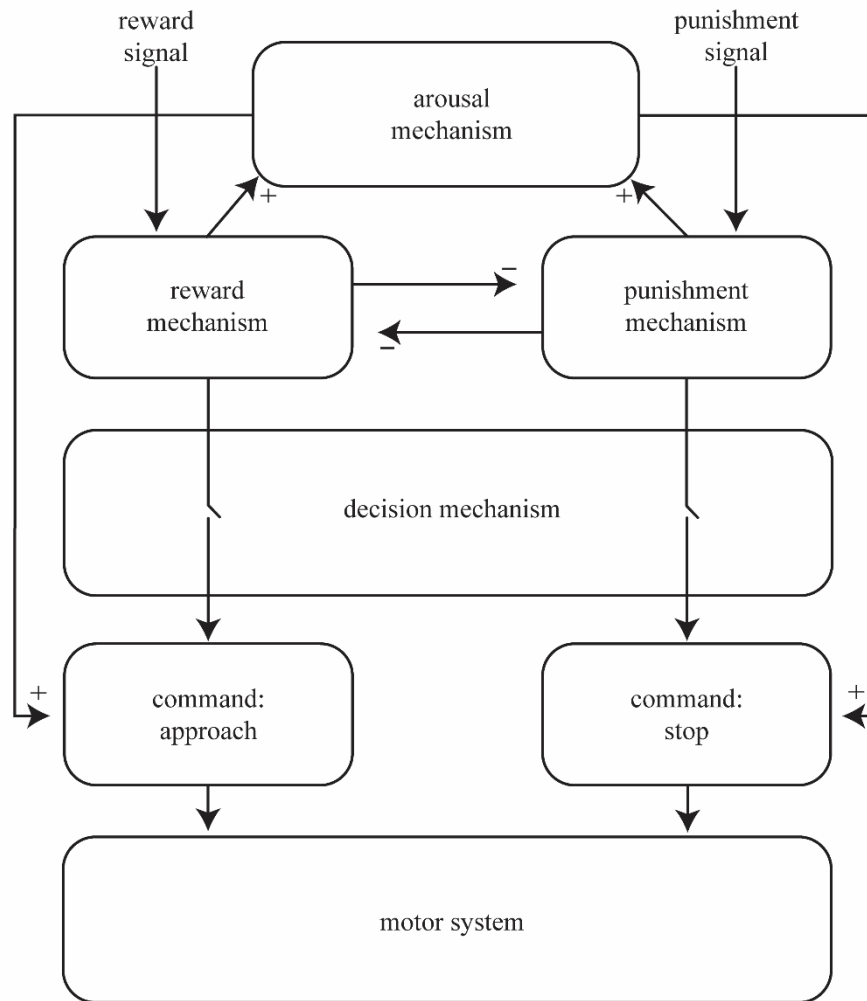 reward
signal
punishment
signal
arousal
mechanism
+
+
reward
mechanism
–
–
punishment
mechanism
decision mechanism
+
command:
approach
command:
stop
+
motor system